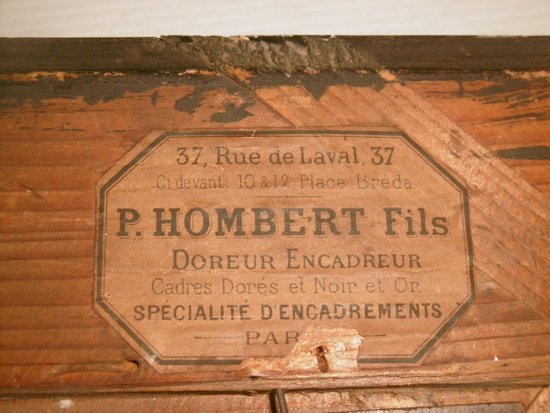 37, Rue de Laval, 37
Ci devant: 10 & 12, Place Bréda
P. HOMBERT Fils
DOREUR ENCADREUR
Cadres Dorés et Noir et Or.
SPÉCIALITÉ D'ENCADREMENTS
PAR